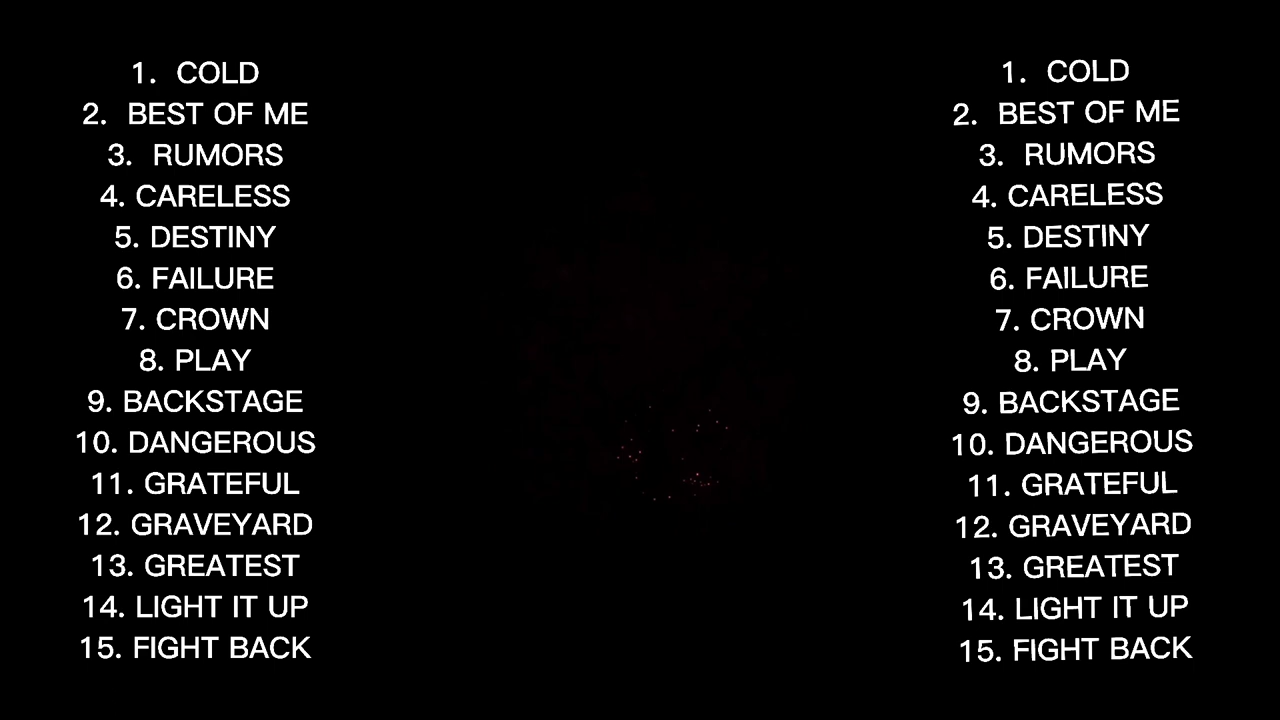 1. COLD
2. BEST OF ME
3. RUMORS
4. CARELESS
5. DESTINY
6. FAILURE
7. CROWN
8. PLAY
9. BACKSTAGE
10. DANGEROUS
11. GRATEFUL
12. GRAVEYARD
13. GREATEST
14. LIGHT IT UP
15. FIGHT BACK
1. COLD
2. BEST OF ME
3. RUMORS
4. CARELESS
5. DESTINY
6. FAILURE
7. CROWN
8. PLAY
9. BACKSTAGE
10. DANGEROUS
11. GRATEFUL
12. GRAVEYARD
13. GREATEST
14. LIGHT IT UP
15. FIGHT BACK